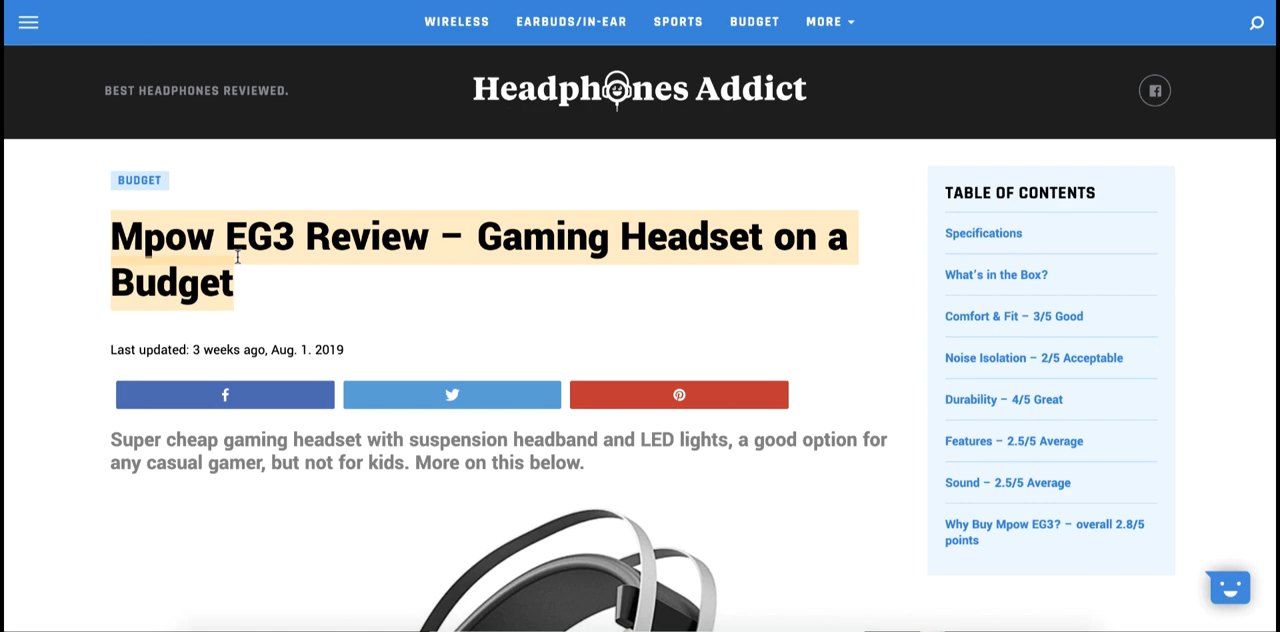 WIRELESS EARBUDS/IN-EAR SPORTS BUDGET MORE
BEST HEADPHONES REVIEWED.
Headphones Addict
BUDGET
Mpow EG3 Review – Gaming Headset on a
Budget
Last updated: 3 weeks ago, Aug. 1. 2019
Super cheap gaming headset with suspension headband and LED lights, a good option for
any casual gamer, but not for kids. More on this below.
TABLE OF CONTENTS
Specifications
What's in the Box?
Comfort & Fit – 3/5 Good
Noise Isolation – 2/5 Acceptable
Durability – 4/5 Great
Features – 2.5/5 Average
Sound – 2.5/5 Average
Why Buy Mpow EG3? – overall 2.8/5
points